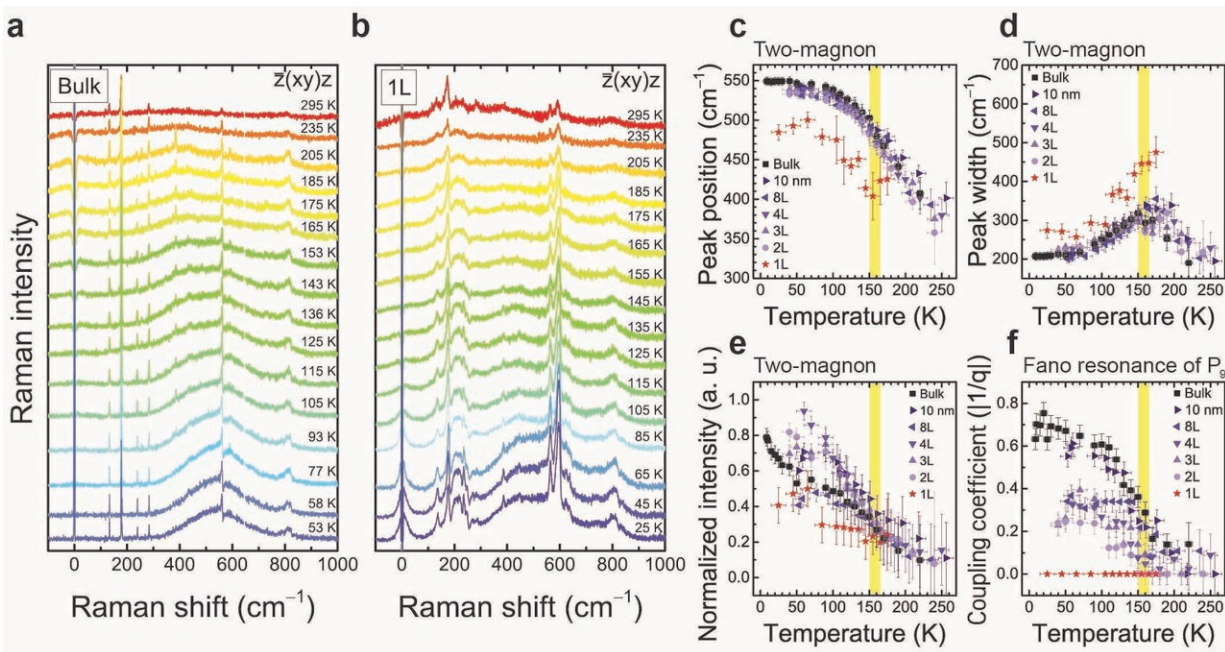 a
Bulk
z̄(xy)z
295 K
235 K
205 K
185 K
175 K
165 K
153 K
143 K
136 K
125 K
115 K
105 K
93 K
77 K
58 K
53 K
Raman intensity
0 200 400 600 800 1000
Raman shift (cm⁻¹)
b
1L
z̄(xy)z
295 K
235 K
205 K
185 K
175 K
165 K
155 K
145 K
135 K
125 K
115 K
105 K
85 K
65 K
45 K
25 K
0 200 400 600 800 1000
Raman shift (cm⁻¹)
c
Two-magnon
Peak position (cm⁻¹)
550
500
450
400
350
300
Bulk
10 nm
8L
4L
3L
2L
1L
0 50 100 150 200 250
Temperature (K)
d
Two-magnon
Peak width (cm⁻¹)
700
600
500
400
300
200
Bulk
10 nm
8L
4L
3L
2L
1L
0 50 100 150 200 250
Temperature (K)
e
Two-magnon
Normalized intensity (a. u.)
1.0
0.8
0.6
0.4
0.2
0.0
Bulk
10 nm
8L
4L
3L
2L
1L
0 50 100 150 200 250
Temperature (K)
f
Fano resonance of P₉
Coupling coefficient (|1/q|)
0.8
0.6
0.4
0.2
0.0
Bulk
10 nm
8L
4L
3L
2L
1L
0 50 100 150 200 250
Temperature (K)